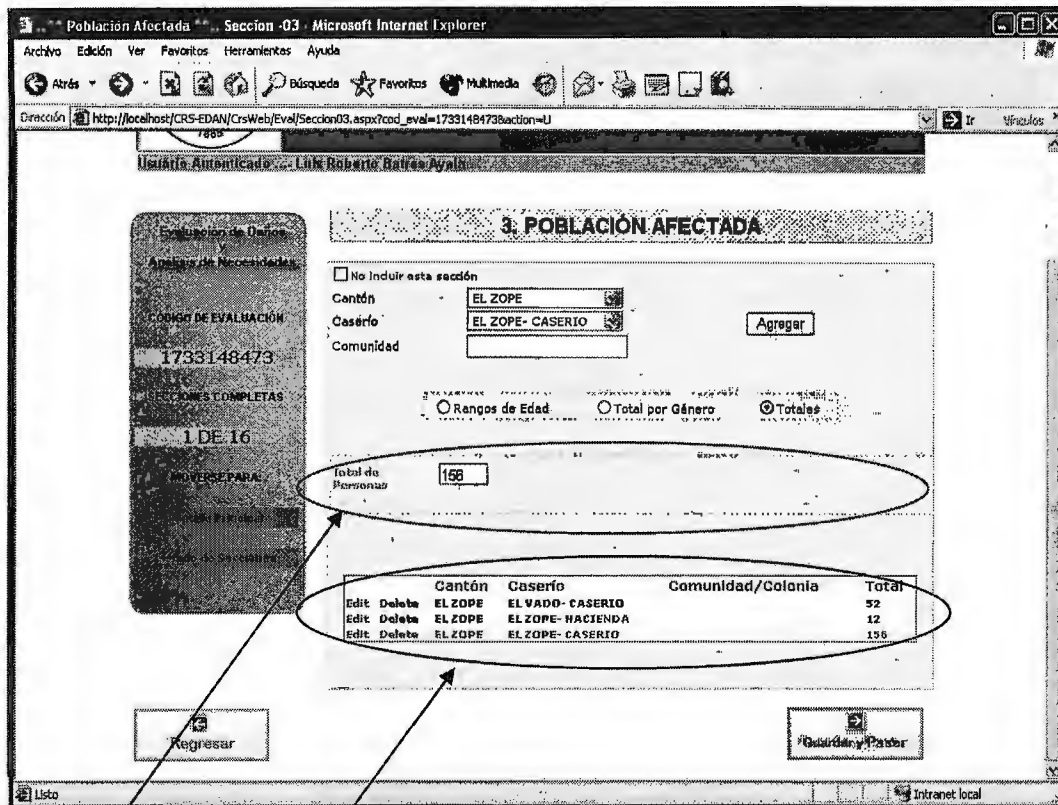 ** Población Afectada ** .. Seccion -03 - Microsoft Internet Explorer
Archivo Edición Ver Favoritos Herramientas Ayuda
Atrás Búsqueda Favoritos Multimedia
Dirección http://localhost/CRS-EDAN/CrsWeb/Eval/Seccion03.aspx?cod_eval=1733148473&action=U Ir Vínculos
1885
Usuario Autenticado ... Luis Roberto Batres Ayala
Evaluacion de Daños
y
Analisis de Necesidades
CODIGO DE EVALUACIÓN
1733148473
SECCIONES COMPLETAS
1 DE 16
MOVERSE PARA:
3. POBLACIÓN AFECTADA
No Incluir esta sección
Cantón EL ZOPE
Caserío EL ZOPE- CASERIO Agregar
Comunidad
Rangos de Edad Total por Género Totales
Total de
Personas 156
Cantón Caserío Comunidad/Colonia Total
Edit Delete EL ZOPE EL VADO- CASERIO 52
Edit Delete EL ZOPE EL ZOPE- HACIENDA 12
Edit Delete EL ZOPE EL ZOPE- CASERIO 156
Regresar Guardar y Pasar
Listo Intranet local